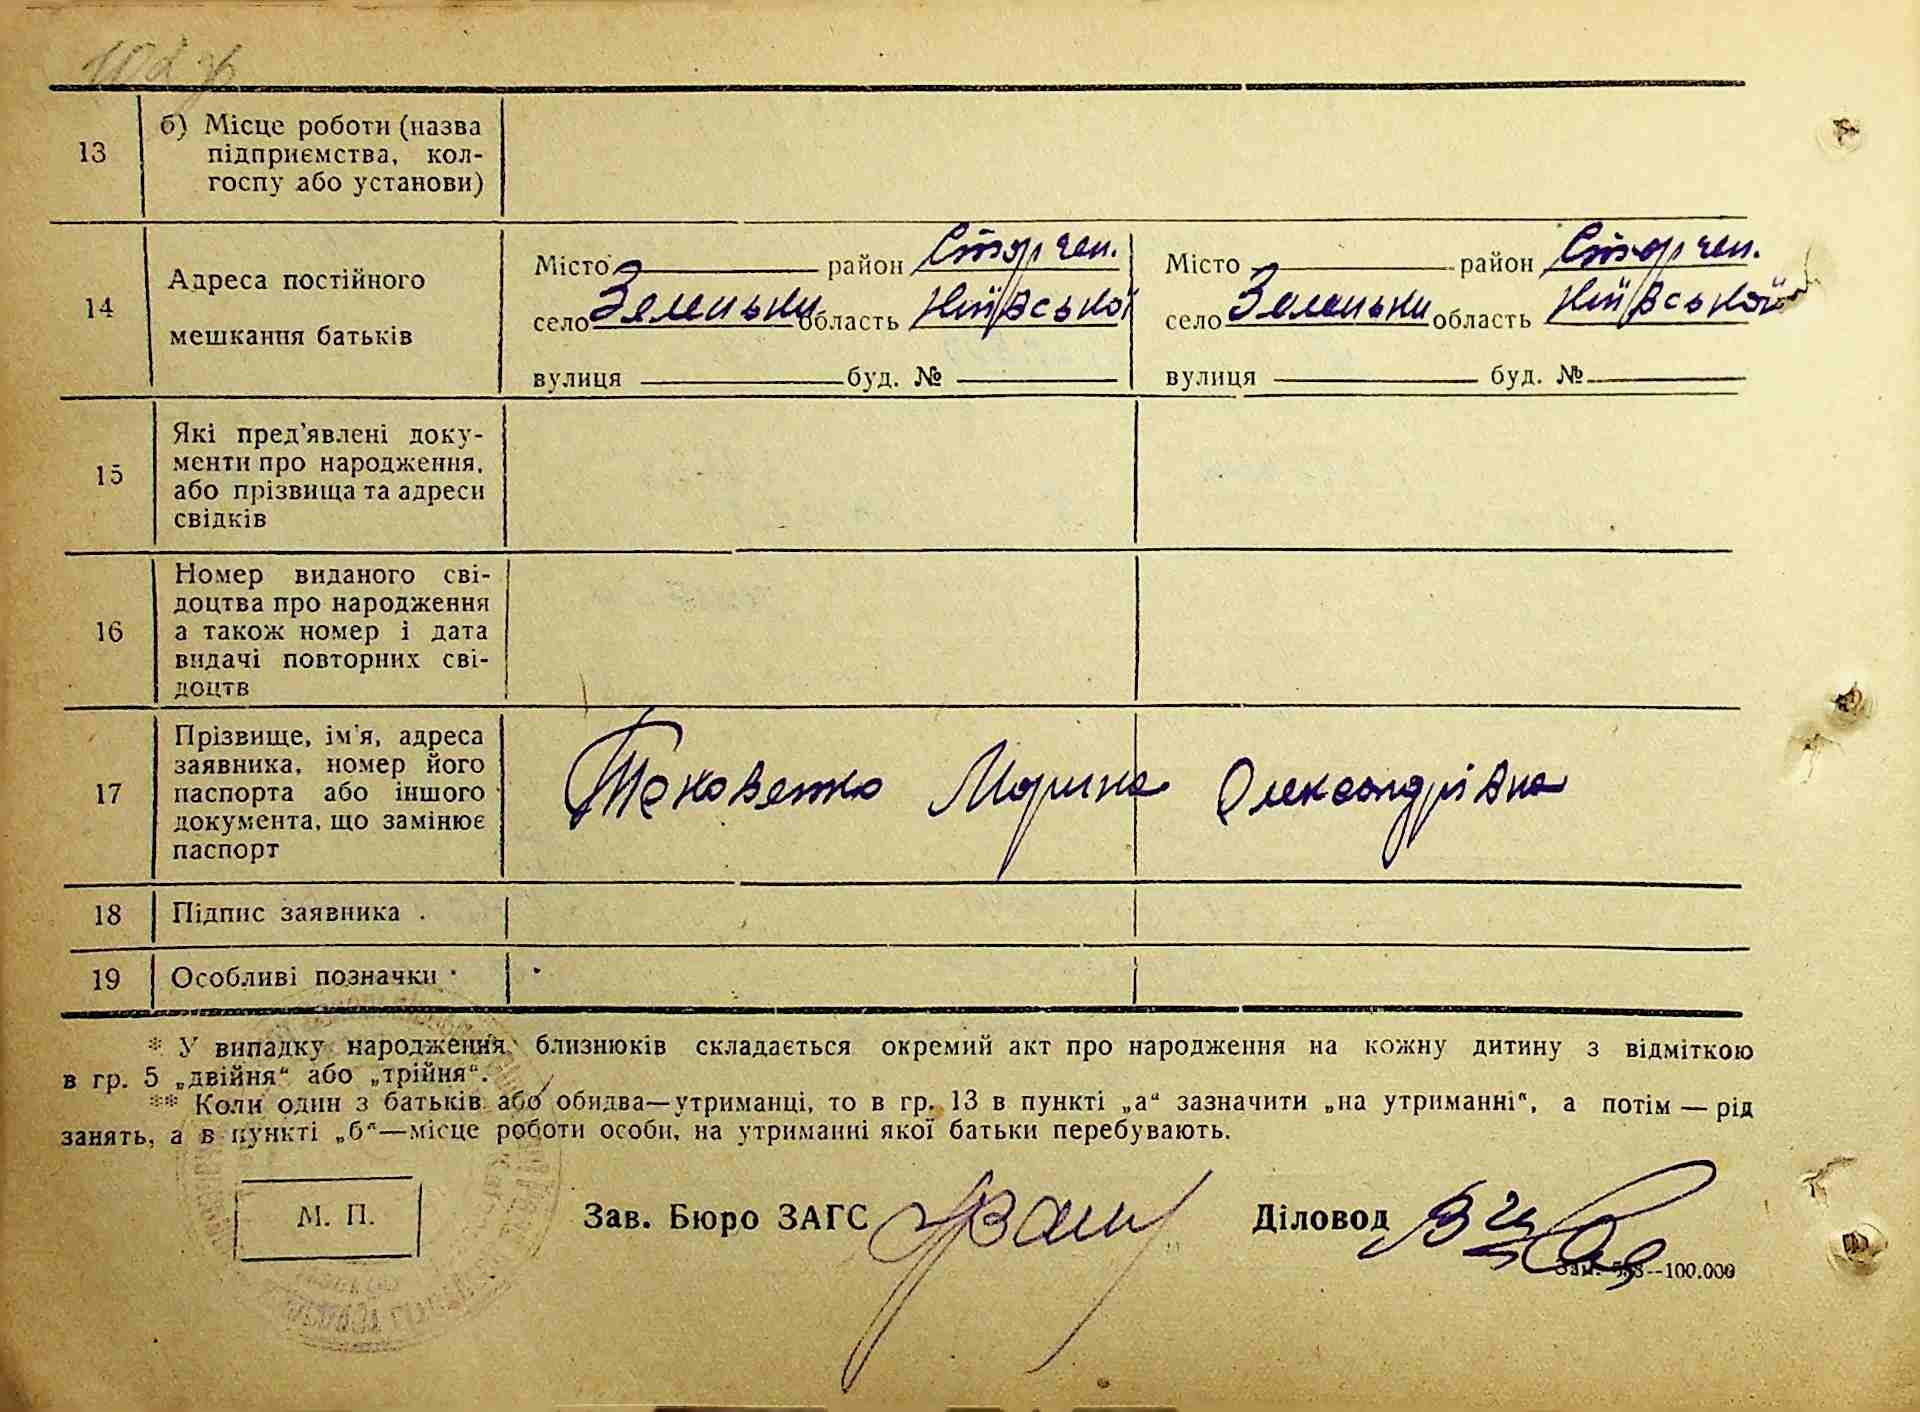 13
б) Місце роботи (назва
підприємства, кол-
госпу або установи)
14
Адреса постійного
мешкання батьків
Місто район
село Зеленьки область Київської
вулиця буд. №
Місто район
село Зеленьки область Київської
вулиця буд. №
15
Які пред'явлені доку-
менти про народження,
або прізвища та адреси
свідків
16
Номер виданого сві-
доцтва про народження
а також номер і дата
видачі повторних сві-
доцтв
17
Прізвище, ім'я, адреса
заявника, номер його
паспорта або іншого
документа, що замінює
паспорт
Марина Олександрівна
18
Підпис заявника
19
Особливі позначки
* У випадку народження близнюків складається окремий акт про народження на кожну дитину з відміткою
в гр. 5 „двійня“ або „трійня“.
** Коли один з батьків або обидва—утриманці, то в гр. 13 в пункті „а“ зазначити „на утриманні“, а потім — рід
занять, а в пункті „б“—місце роботи особи, на утриманні якої батьки перебувають.
М. П.
Зав. Бюро ЗАГС
Діловод
100.000